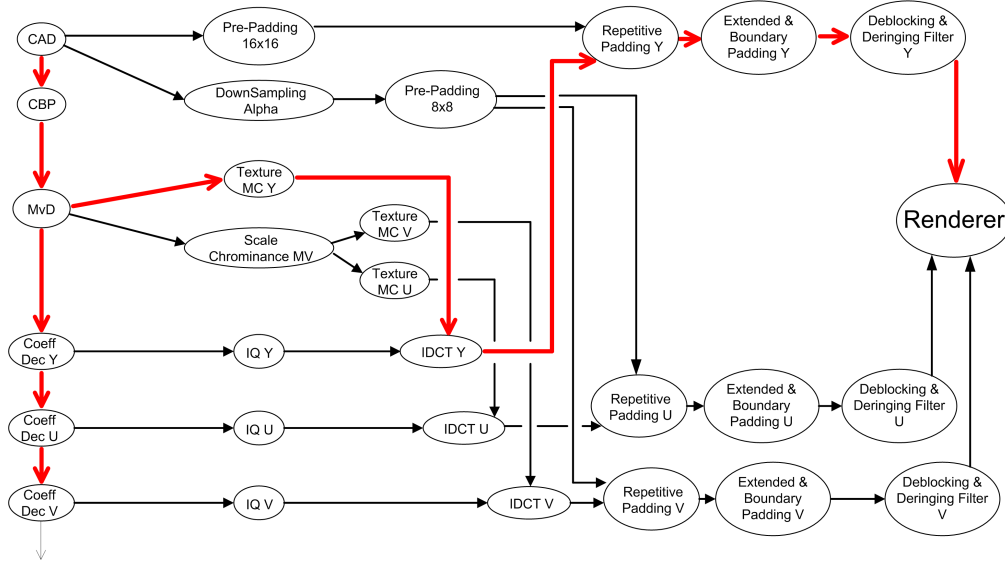 CAD
Pre-Padding
16x16
Repetitive
Padding Y
Extended &
Boundary
Padding Y
Deblocking &
Deringing Filter
Y
CBP
DownSampling
Alpha
Pre-Padding
8x8
MvD
Texture
MC Y
Scale
Chrominance MV
Texture
MC V
Texture
MC U
Renderer
Coeff
Dec Y
IQ Y
IDCT Y
Coeff
Dec U
IQ U
IDCT U
Repetitive
Padding U
Extended &
Boundary
Padding U
Deblocking &
Deringing Filter
U
Coeff
Dec V
IQ V
IDCT V
Repetitive
Padding V
Extended &
Boundary
Padding V
Deblocking &
Deringing Filter
V